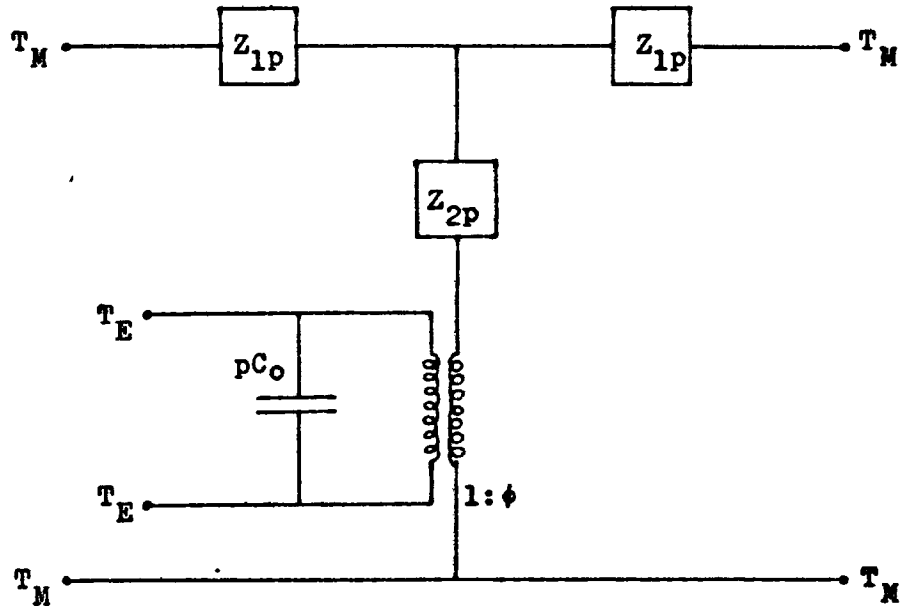 T_M Z_1p Z_1p T_M
Z_2p
T_E
pC_o
T_E 1:ϕ
T_M T_M